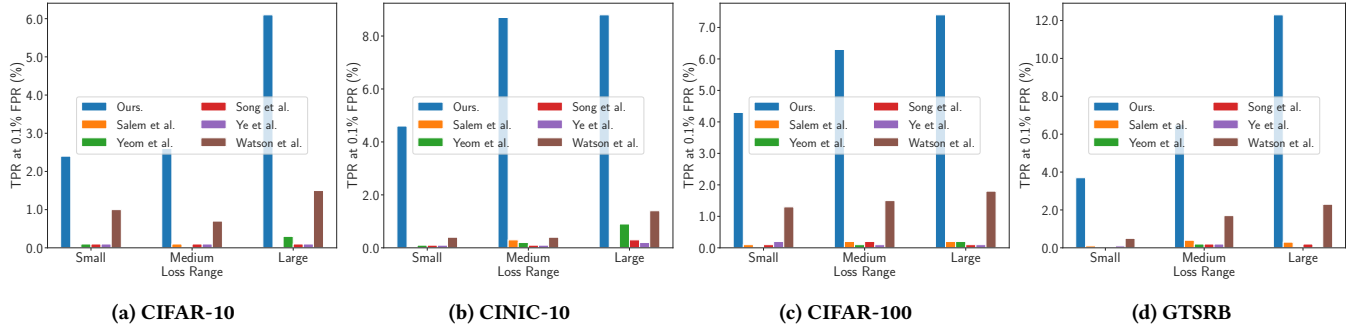 TPR at 0.1% FPR (%)
6.0
5.0
4.0
3.0
2.0
1.0
0.0
Ours.
Salem et al.
Yeom et al.
Song et al.
Ye et al.
Watson et al.
Small
Medium
Large
Loss Range
(a) CIFAR-10
TPR at 0.1% FPR (%)
8.0
6.0
4.0
2.0
0.0
Ours.
Salem et al.
Yeom et al.
Song et al.
Ye et al.
Watson et al.
Small
Medium
Large
Loss Range
(b) CINIC-10
TPR at 0.1% FPR (%)
7.0
6.0
5.0
4.0
3.0
2.0
1.0
0.0
Ours.
Salem et al.
Yeom et al.
Song et al.
Ye et al.
Watson et al.
Small
Medium
Large
Loss Range
(c) CIFAR-100
TPR at 0.1% FPR (%)
12.0
10.0
8.0
6.0
4.0
2.0
0.0
Ours.
Salem et al.
Yeom et al.
Song et al.
Ye et al.
Watson et al.
Small
Medium
Large
Loss Range
(d) GTSRB